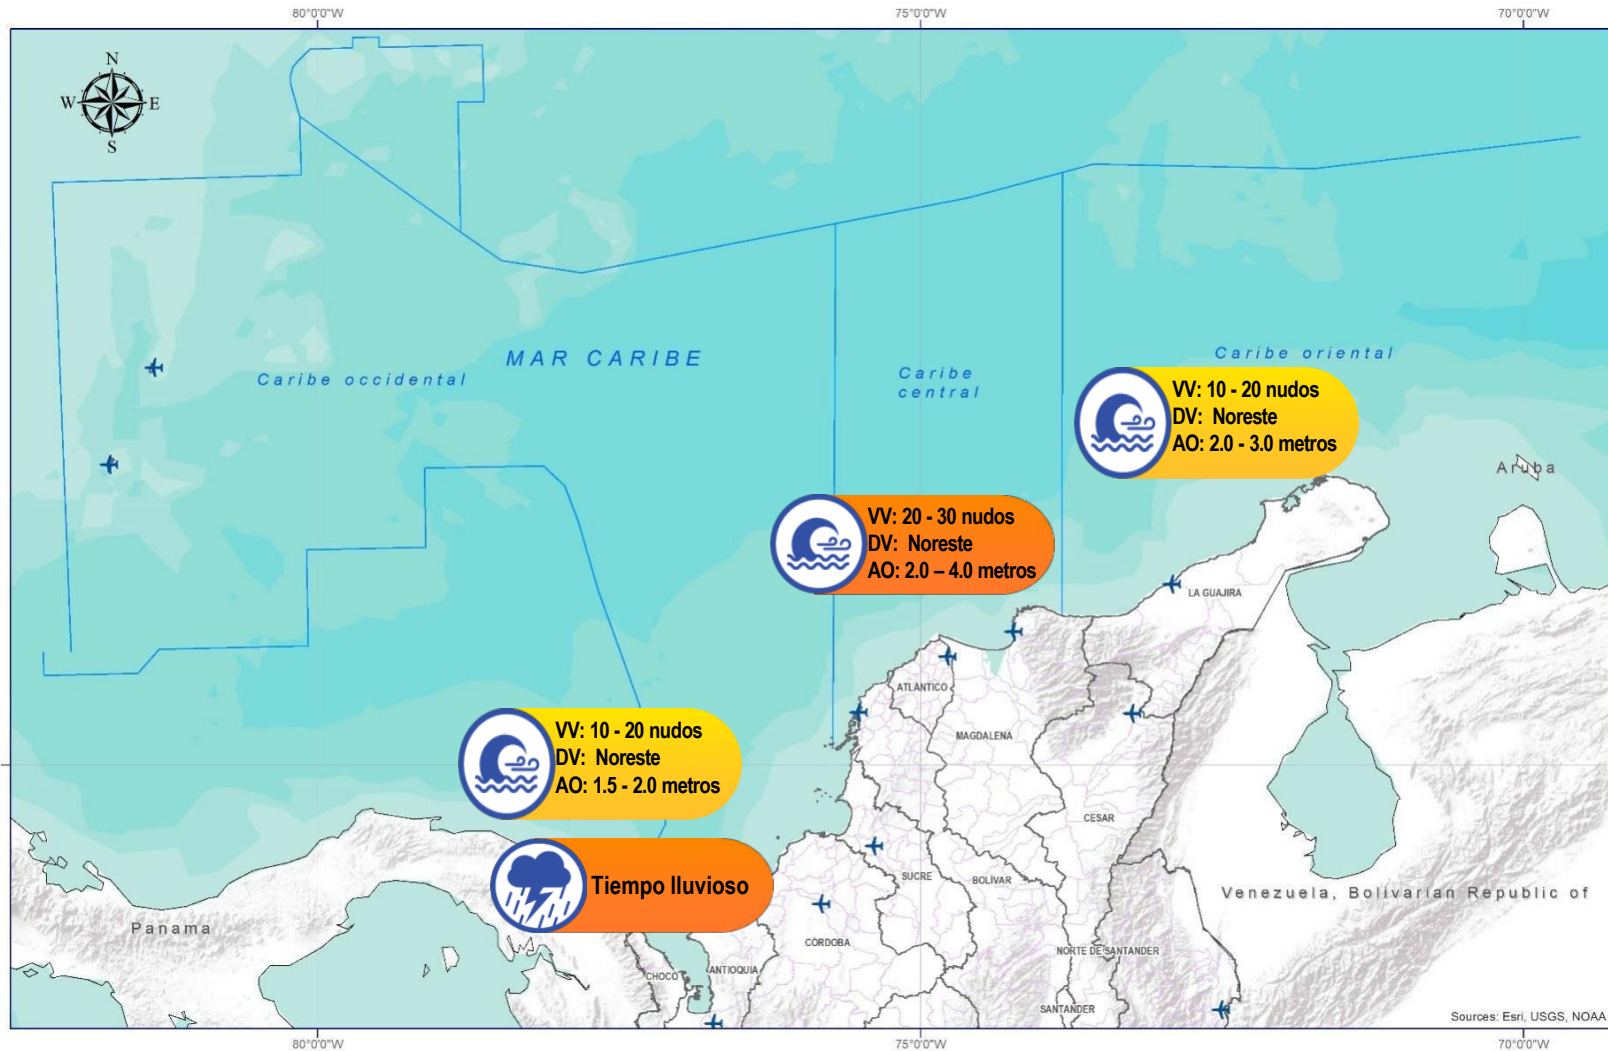 80°0'0"W
75°0'0"W
70°0'0"W
N
W
E
S
MAR CARIBE
Caribe occidental
Caribe
central
Caribe oriental
VV: 10 - 20 nudos
DV: Noreste
AO: 2.0 - 3.0 metros
Aruba
VV: 20 - 30 nudos
DV: Noreste
AO: 2.0 – 4.0 metros
LA GUAJIRA
ATLÁNTICO
MAGDALENA
VV: 10 - 20 nudos
DV: Noreste
AO: 1.5 - 2.0 metros
CESAR
Tiempo lluvioso
SUCRE
BOLÍVAR
Venezuela, Bolivarian Republic of
Panama
CÓRDOBA
NORTE DE SANTANDER
CHOCÓ
ANTIOQUIA
SANTANDER
Sources: Esri, USGS, NOAA
80°0'0"W
75°0'0"W
70°0'0"W